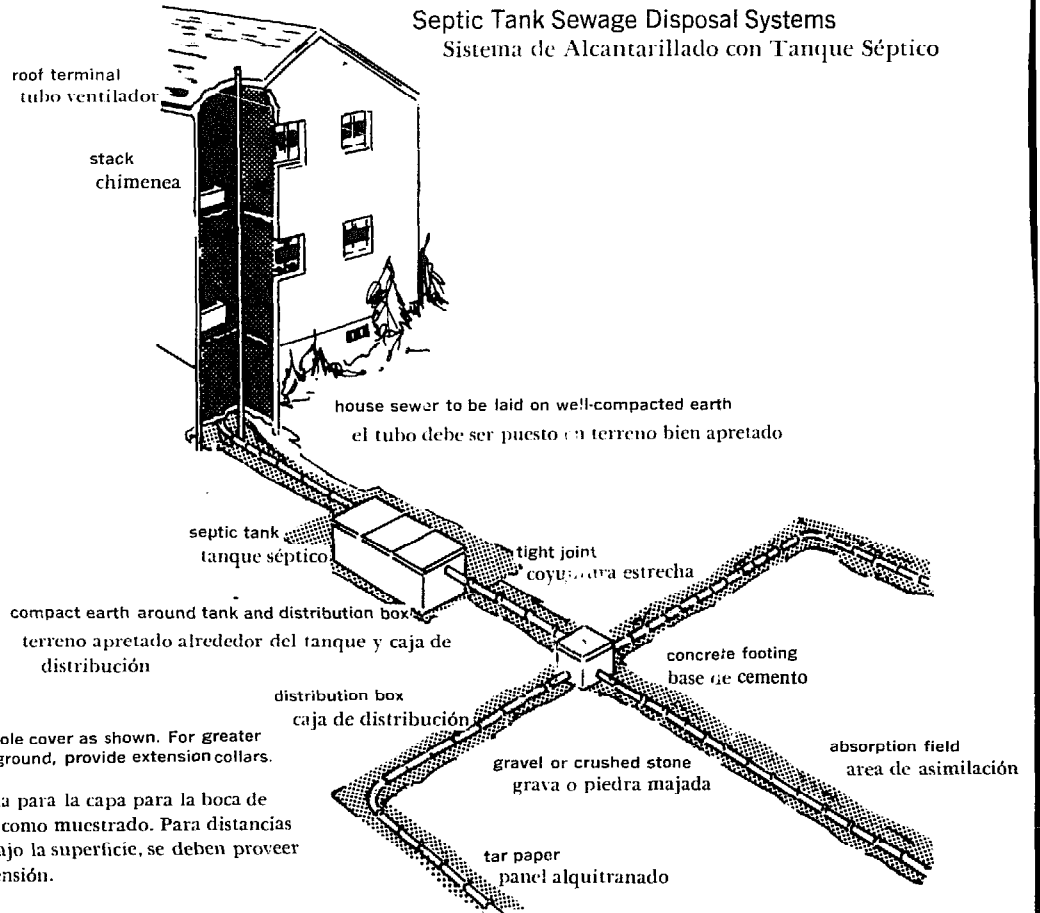 Septic Tank Sewage Disposal Systems
Sistema de Alcantarillado con Tanque Séptico
roof terminal
tubo ventilador
stack
chimenea
house sewer to be laid on well-compacted earth
el tubo debe ser puesto en terreno bien apretado
septic tank
tanque séptico
tight joint
estrecha
compact earth around tank and distribution box
terreno apretado alrededor del tanque y caja de
distribución
concrete footing
base de cemento
distribution box
caja de distribución
ole cover as shown. For greater
ground, provide extension collars.
gravel or crushed stone
grava o piedra majada
absorption field
area de asimilación
a para la capa para la boca de
como muestrado. Para distancias
ajo la superficie, se deben proveer
ensión.
tar paper
panel alquitranado